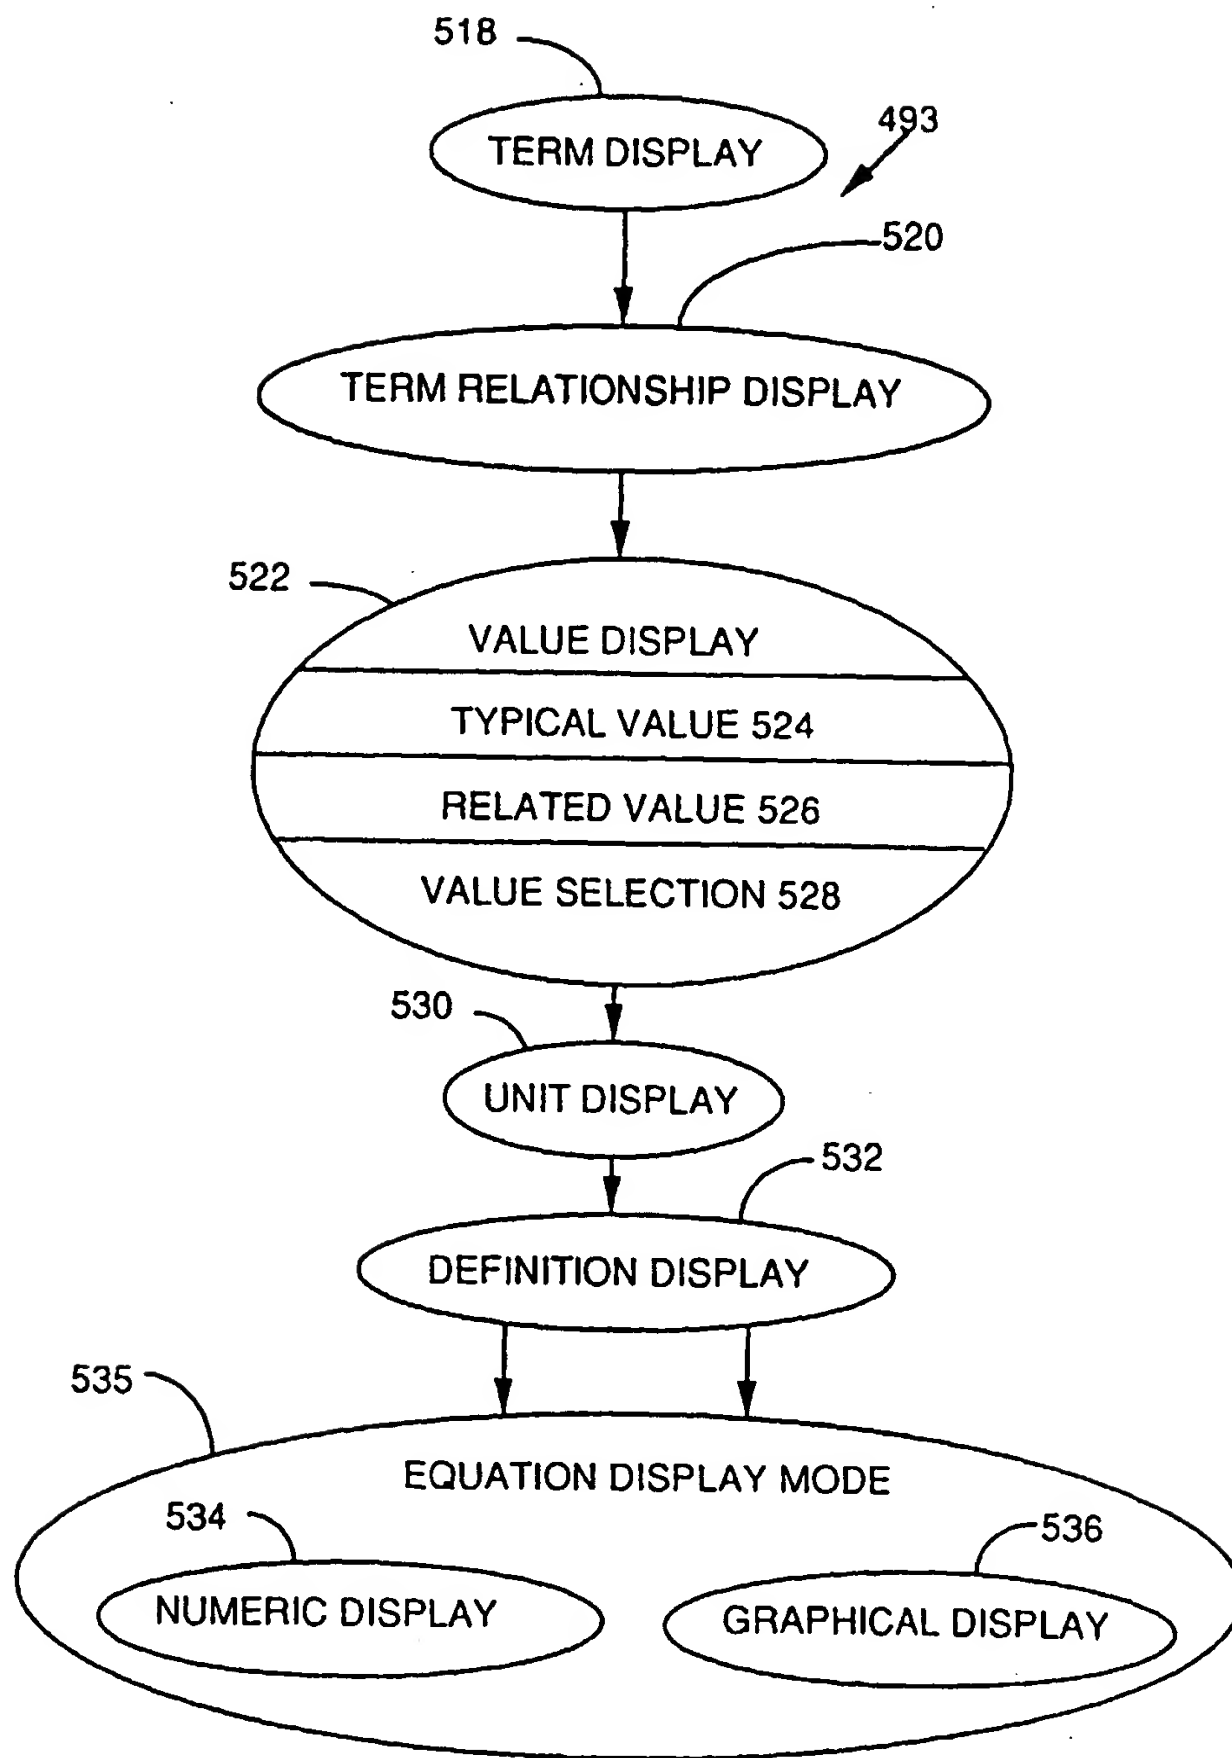 518
TERM DISPLAY
493
520
TERM RELATIONSHIP DISPLAY
522
VALUE DISPLAY
TYPICAL VALUE 524
RELATED VALUE 526
VALUE SELECTION 528
530
UNIT DISPLAY
532
DEFINITION DISPLAY
535
EQUATION DISPLAY MODE
534
536
NUMERIC DISPLAY
GRAPHICAL DISPLAY